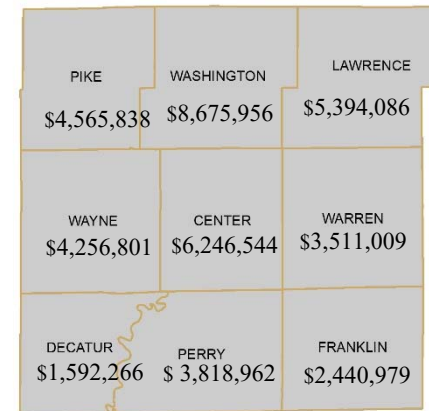 PIKE
$4,565,838
WASHINGTON
$8,675,956
LAWRENCE
$5,394,086
WAYNE
$4,256,801
CENTER
$6,246,544
WARREN
$3,511,009
DECATUR
$1,592,266
PERRY
$ 3,818,962
FRANKLIN
$2,440,979